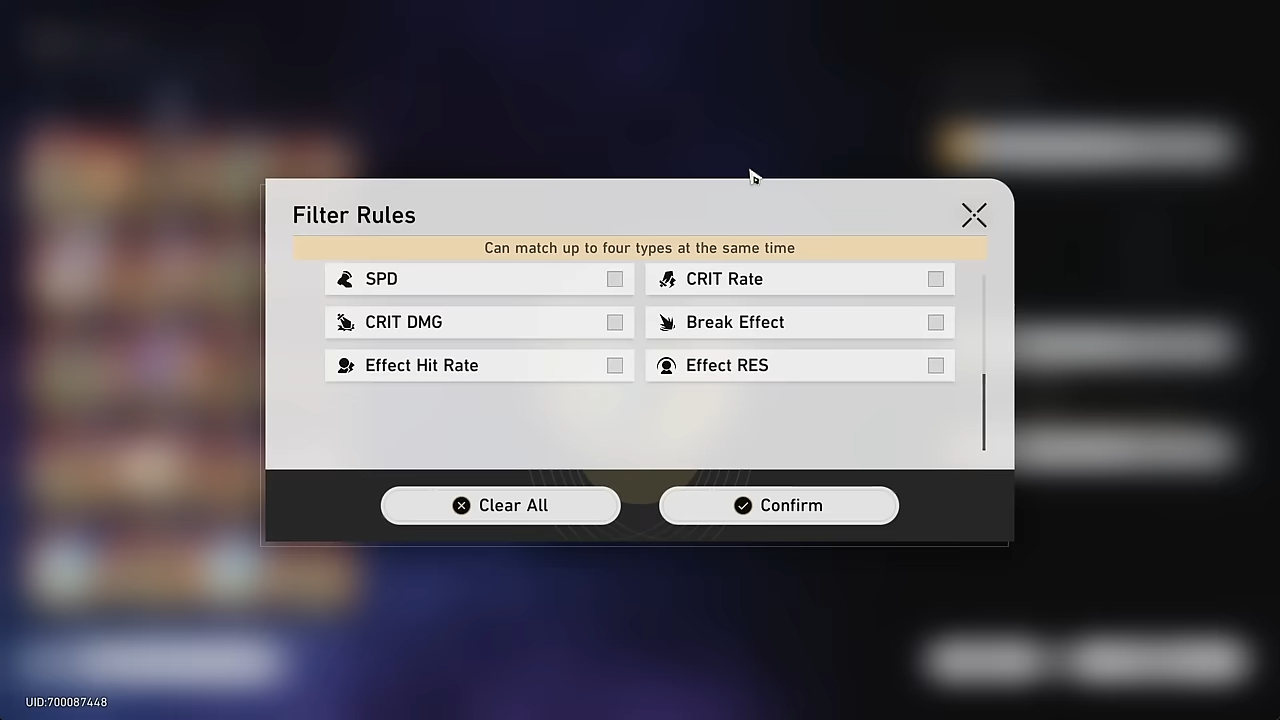 Filter Rules
Can match up to four types at the same time
SPD
CRIT Rate
CRIT DMG
Break Effect
Effect Hit Rate
Effect RES
Clear All
Confirm
UID:700087448